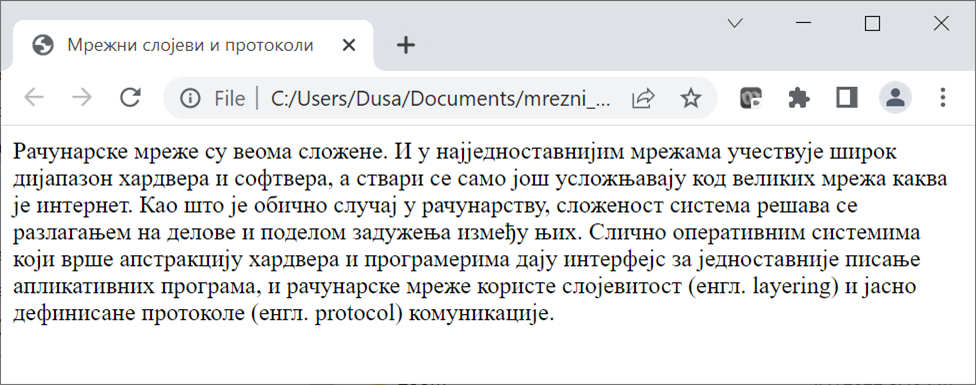 Мрежни слојеви и протоколи
File | C:/Users/Dusa/Documents/mrezni_...
Рачунарске мреже су веома сложене. И у најједноставнијим мрежама учествује широк
дијапазон хардвера и софтвера, а ствари се само још усложњавају код великих мрежа каква
је интернет. Као што је обично случај у рачунарству, сложеност система решава се
разлагањем на делове и поделом задужења између њих. Слично оперативним системима
који врше апстракцију хардвера и програмерима дају интерфејс за једноставније писање
апликативних програма, и рачунарске мреже користе слојевитост (енгл. layering) и јасно
дефинисане протоколе (енгл. protocol) комуникације.